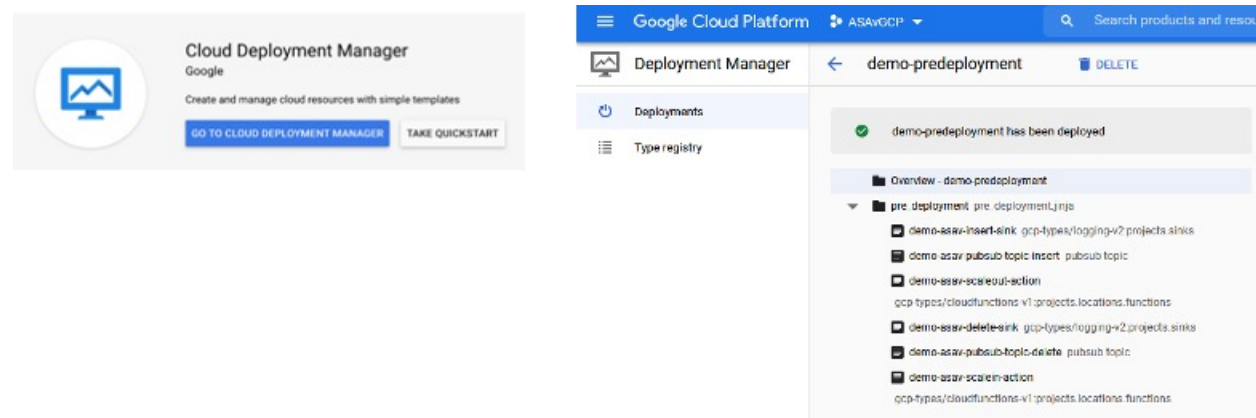 Cloud Deployment Manager
Google
Create and manage cloud resources with simple templates
GO TO CLOUD DEPLOYMENT MANAGER TAKE QUICKSTART
Google Cloud Platform ASAvGCP Search products and resou
Deployment Manager demo-predeployment DELETE
Deployments
Type registry
demo-predeployment has been deployed
Overview - demo-predeployment
pre_deployment pre_deployment.jinja
demo-asav-insert-sink gcp-types/logging-v2:projects.sinks
demo-asav-pubsub-topic-insert pubsub topic
demo-asav-scaleout-action
gcp-types/cloudfunctions-v1:projects.locations.functions
demo-asav-delete-sink gcp-types/logging-v2:projects.sinks
demo-asav-pubsub-topic-delete pubsub topic
demo-asav-scalein-action
gcp-types/cloudfunctions-v1:projects.locations.functions